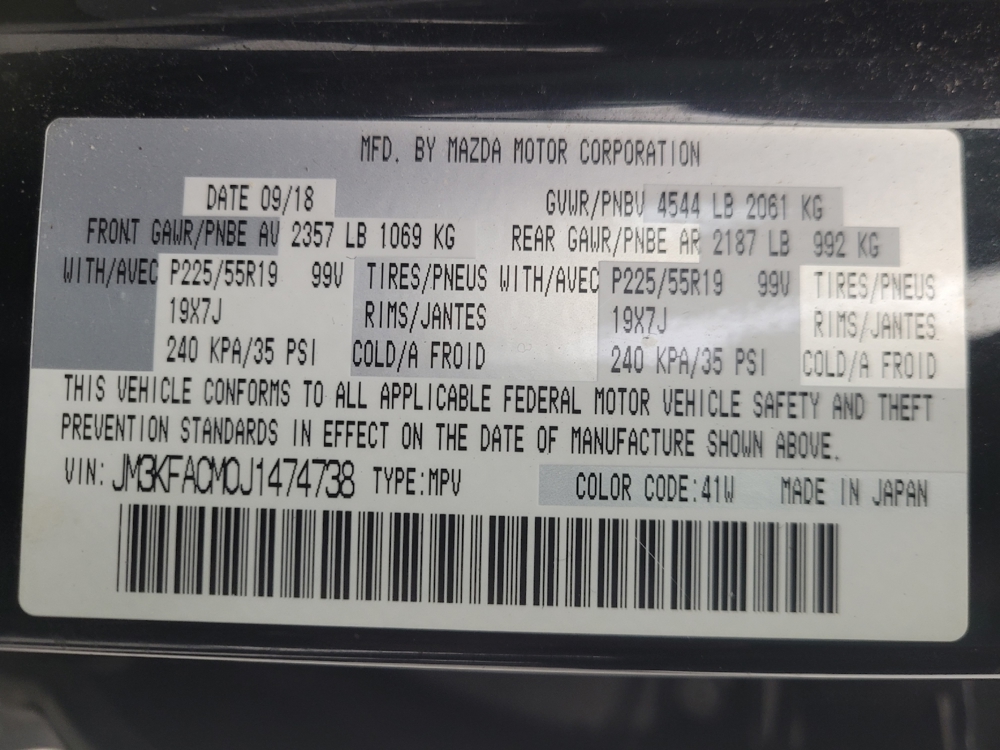 MFD. BY MAZDA MOTOR CORPORATION
DATE 09/18 GVWR/PNBV 4544 LB 2061 KG
FRONT GAWR/PNBE AV 2357 LB 1069 KG REAR GAWR/PNBE AR 2187 LB 992 KG
WITH/AVEC P225/55R19 99V TIRES/PNEUS WITH/AVEC P225/55R19 99V TIRES/PNEUS
19X7J RIMS/JANTES 19X7J RIMS/JANTES
240 KPA/35 PSI COLD/A FROID 240 KPA/35 PSI COLD/A FROID
THIS VEHICLE CONFORMS TO ALL APPLICABLE FEDERAL MOTOR VEHICLE SAFETY AND THEFT
PREVENTION STANDARDS IN EFFECT ON THE DATE OF MANUFACTURE SHOWN ABOVE.
VIN: JM3KFACM0J1474738 TYPE:MPV COLOR CODE:41W MADE IN JAPAN